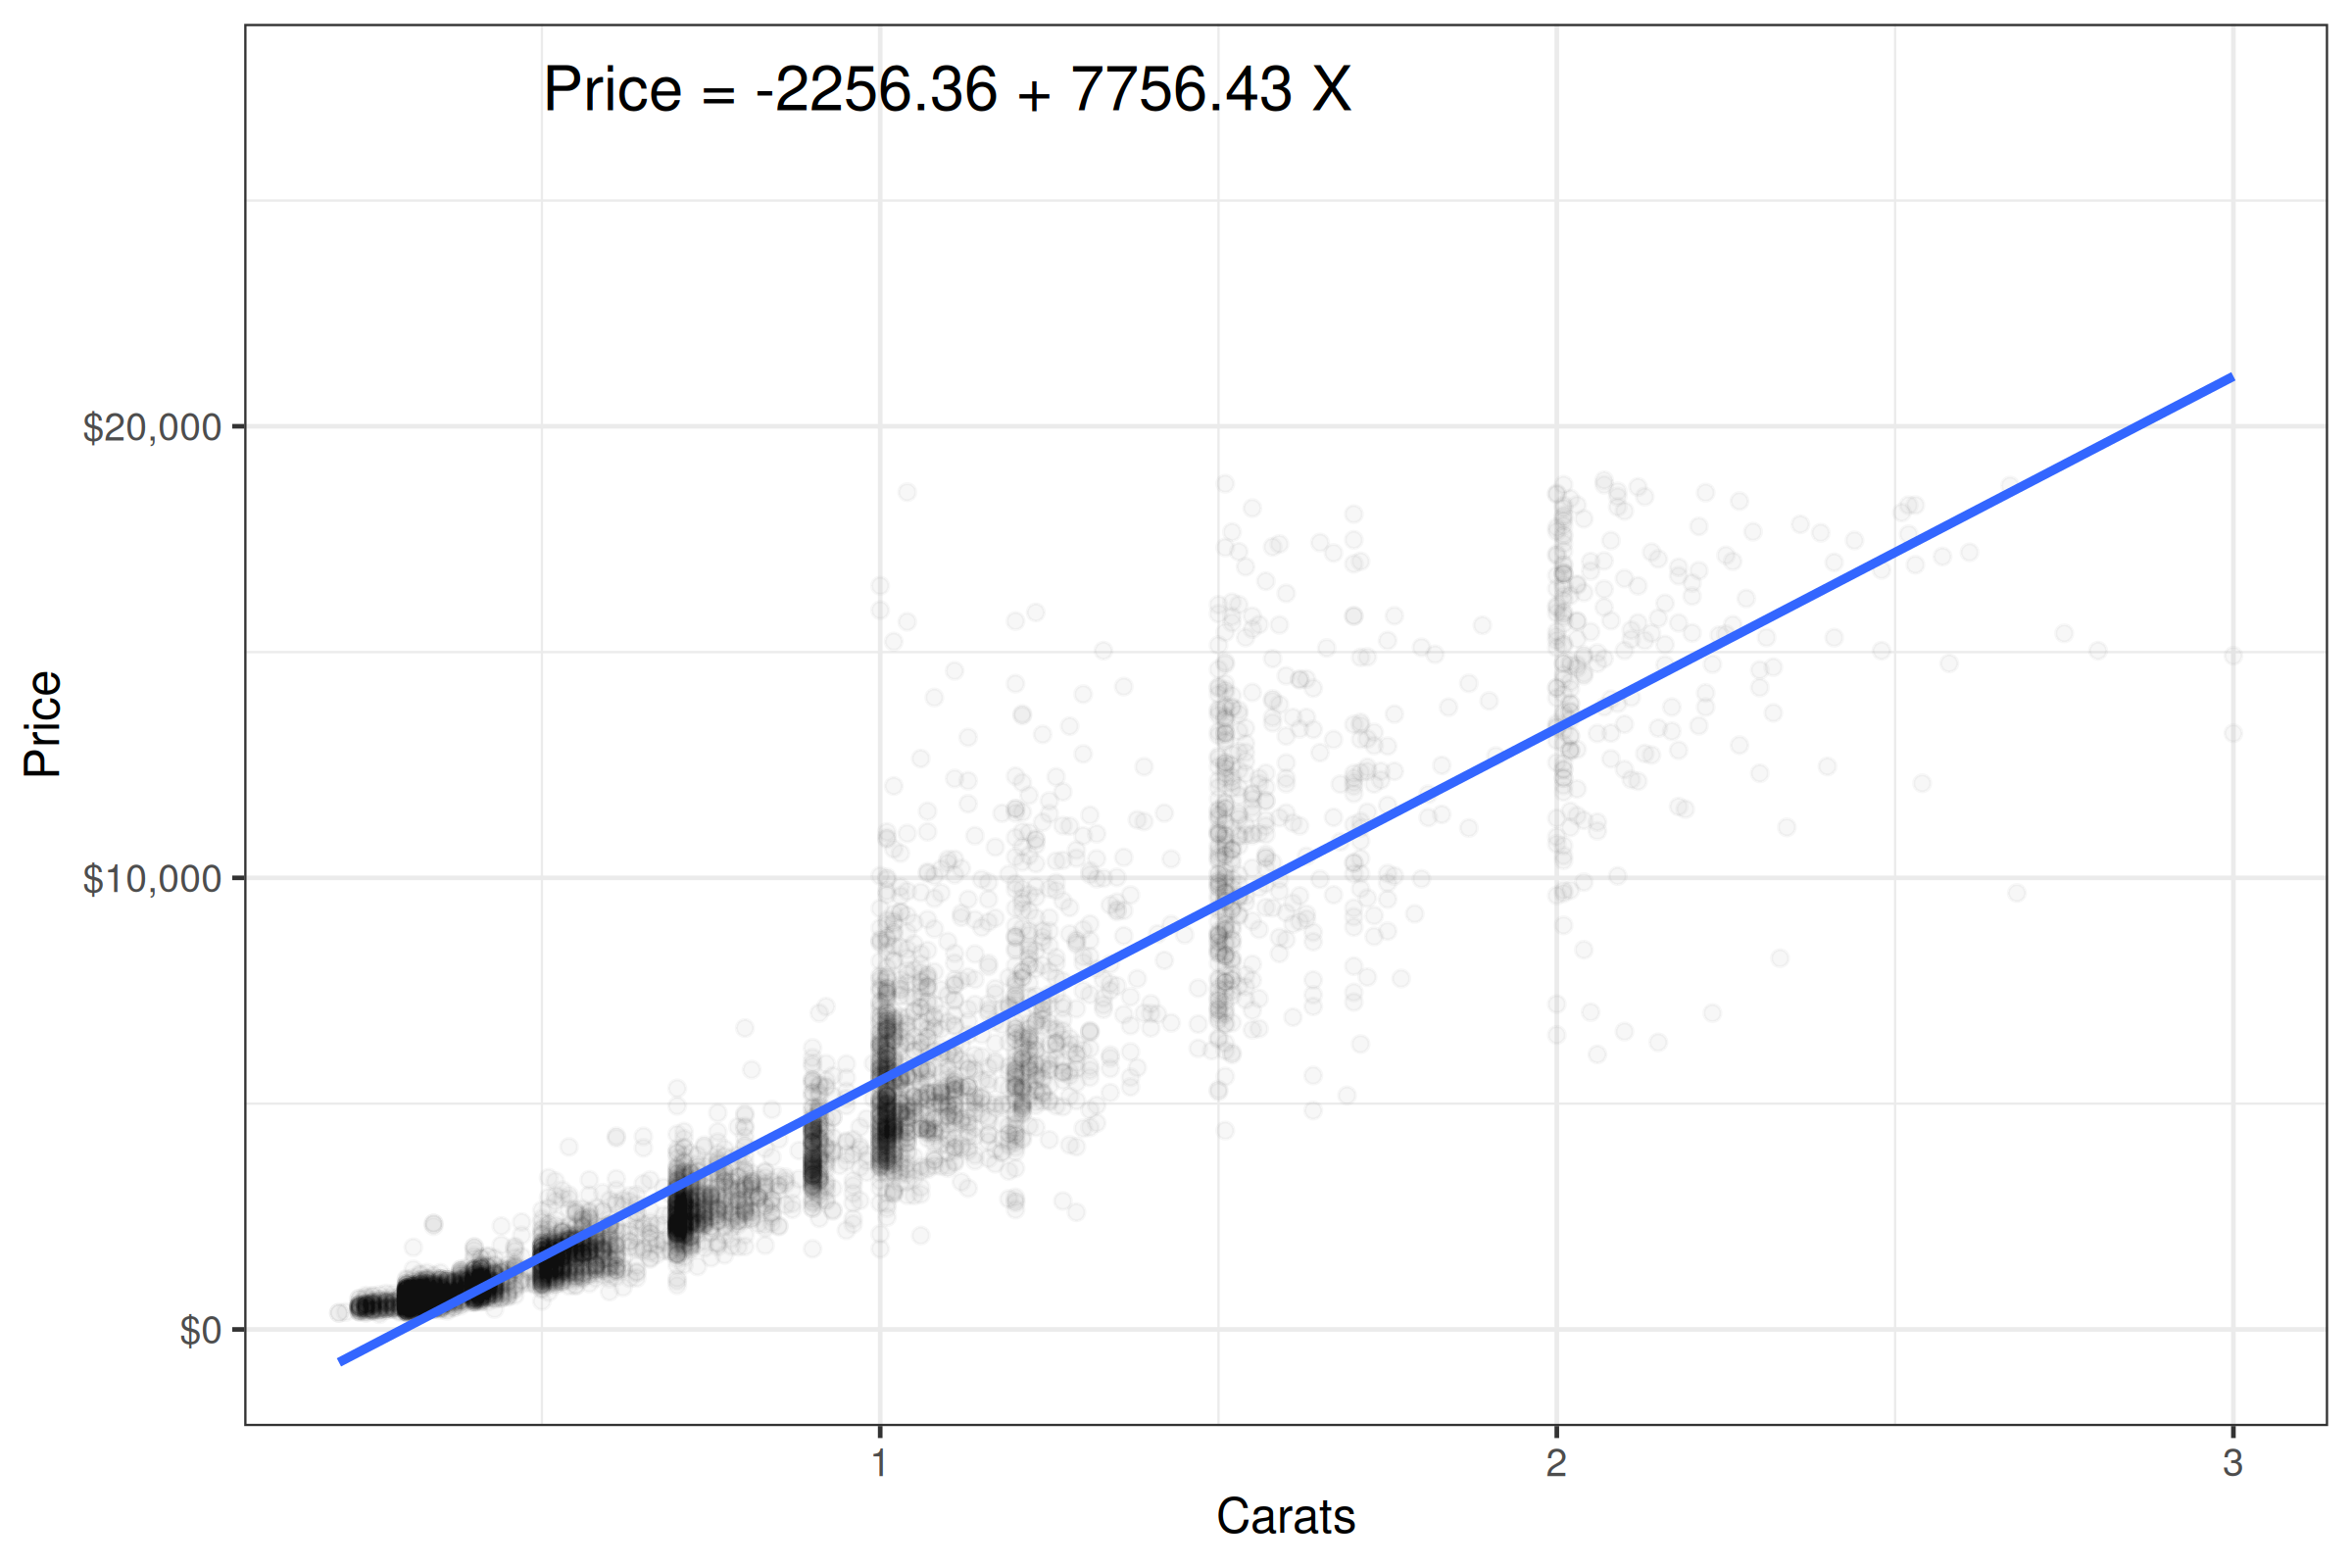 Price = -2256.36 + 7756.43 X
$20,000
$10,000
$0
Price
1
2
3
Carats